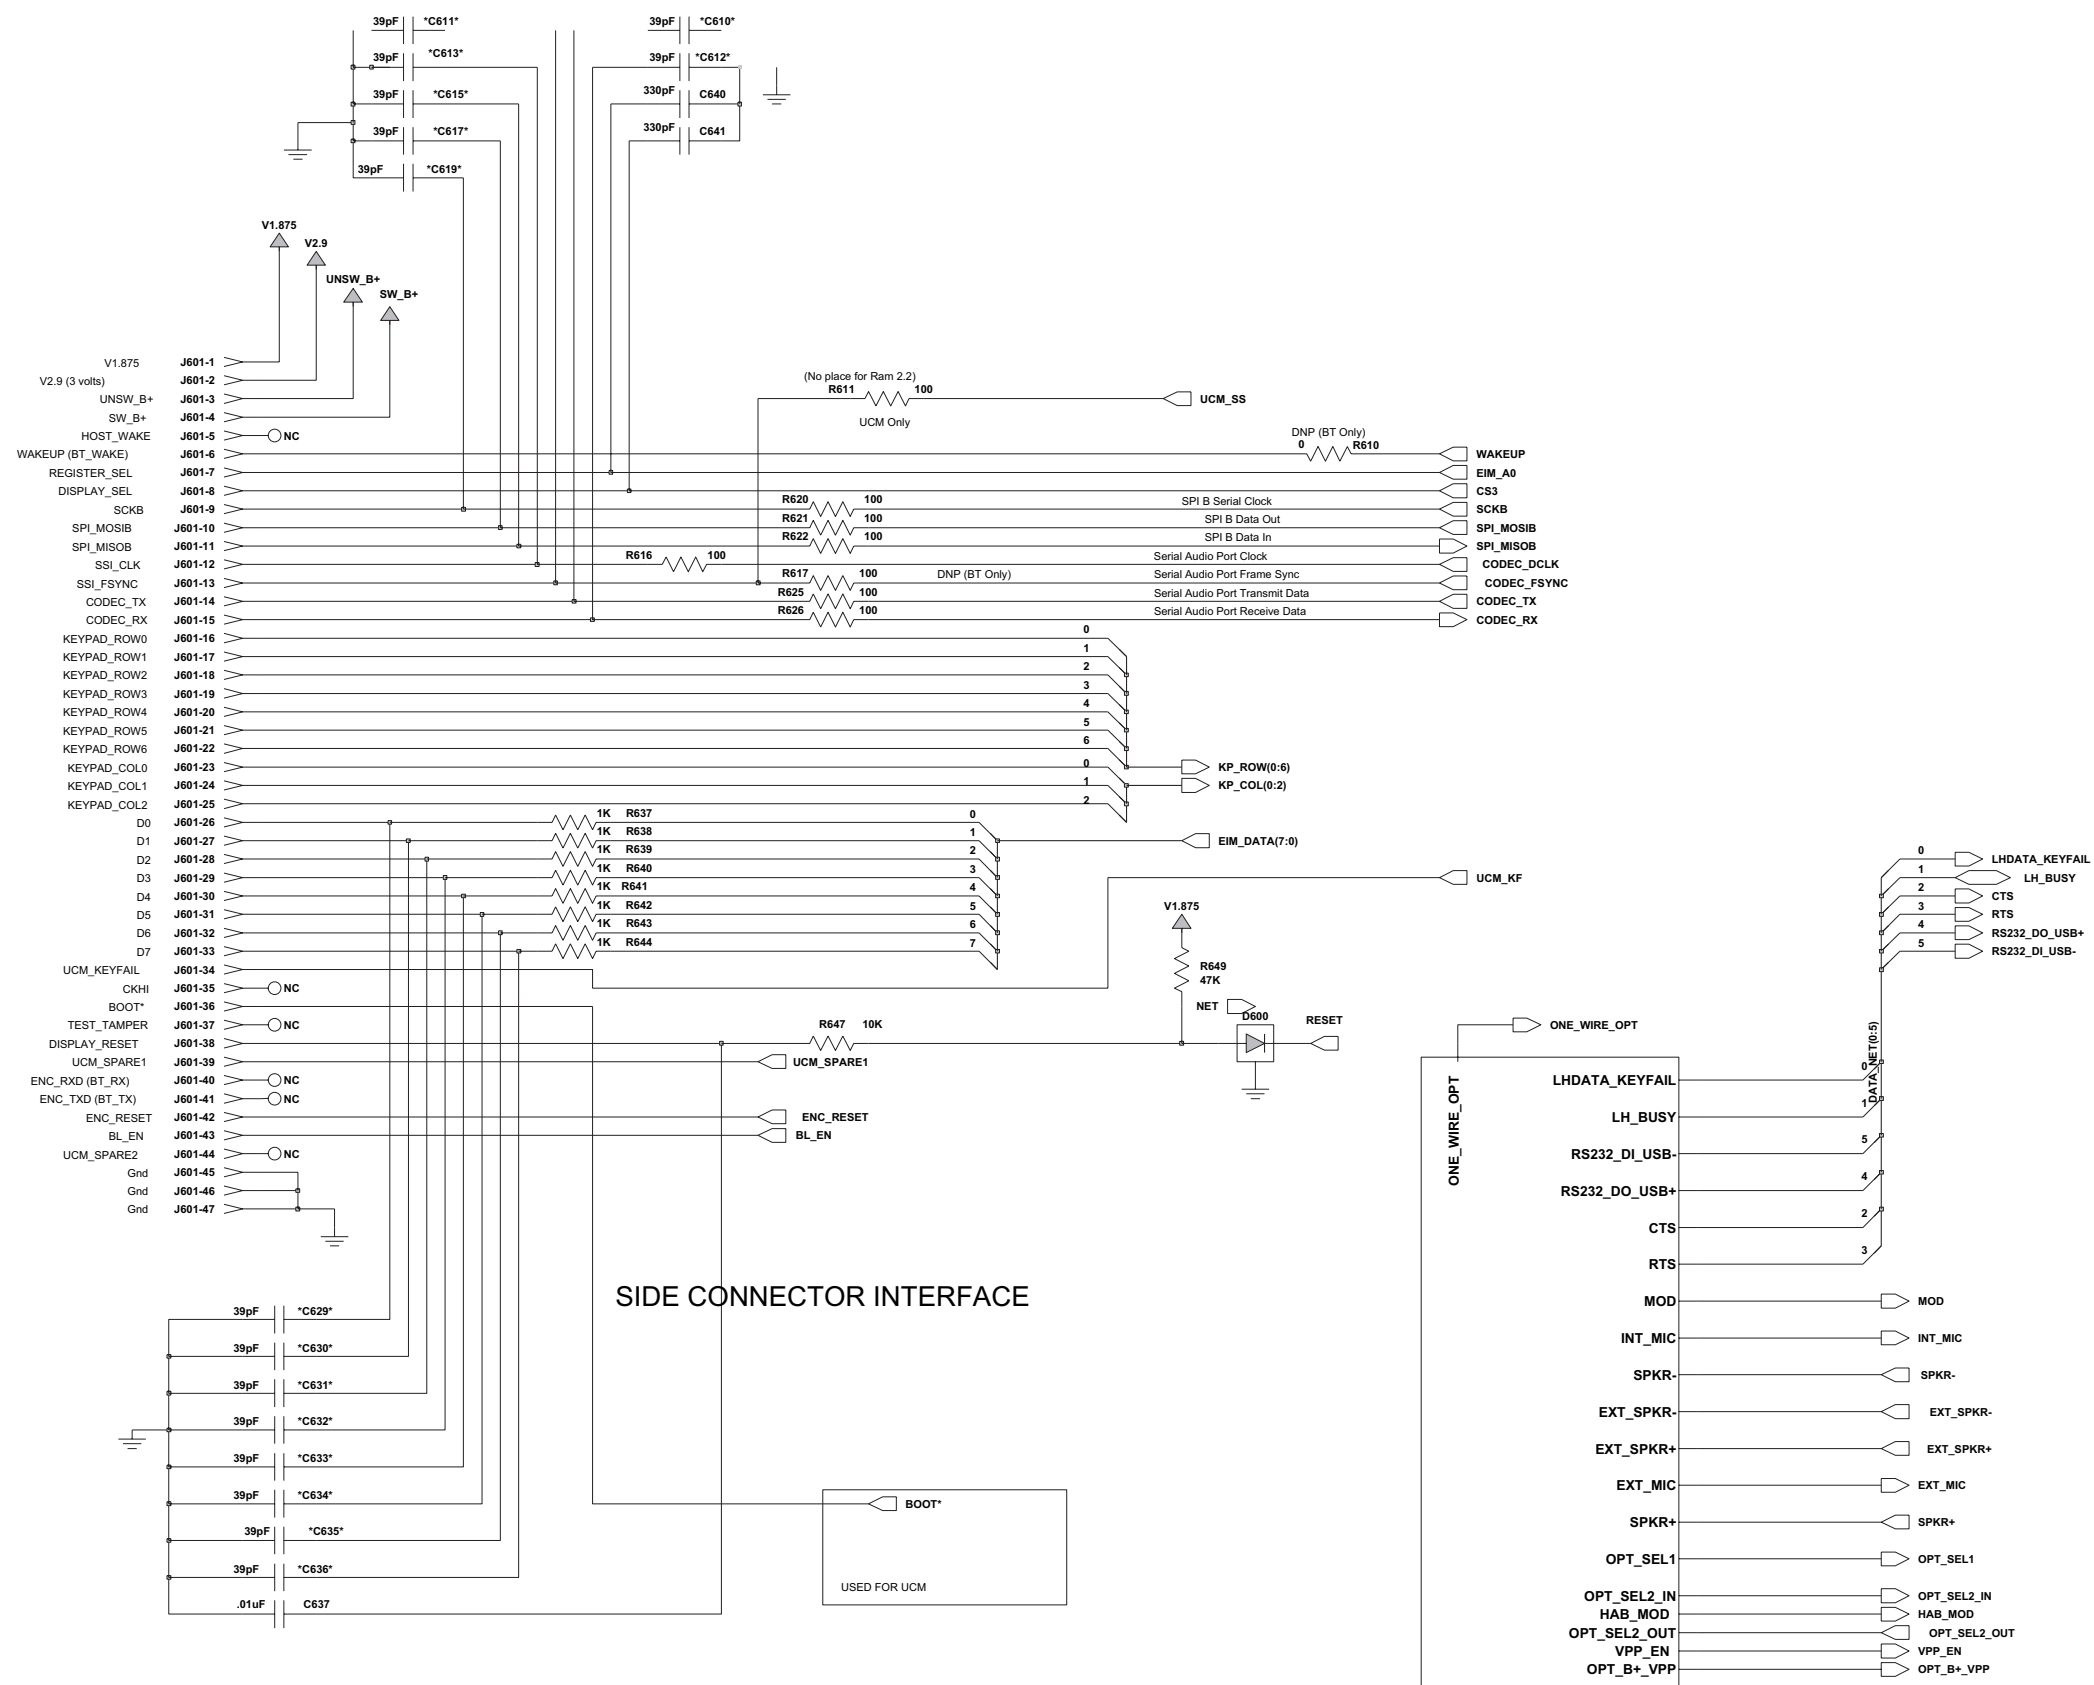 39pF *C611* 39pF *C610*
39pF *C613* 39pF *C612*
39pF *C615* 330pF C640
39pF *C617* 330pF C641
39pF *C619*
V1.875
V2.9
UNSW_B+
SW_B+
V1.875 J601-1
V2.9 (3 volts) J601-2
(No place for Ram 2.2)
UNSW_B+ J601-3 R611 100 UCM_SS
SW_B+ J601-4 UCM Only
HOST_WAKE J601-5 NC DNP (BT Only)
WAKEUP (BT_WAKE) J601-6 0 R610 WAKEUP
REGISTER_SEL J601-7 EIM_A0
DISPLAY_SEL J601-8 CS3
SCKB J601-9 R620 100 SPI B Serial Clock SCKB
SPI_MOSIB J601-10 R621 100 SPI B Data Out SPI_MOSIB
SPI_MISOB J601-11 R622 100 SPI B Data In SPI_MISOB
SSI_CLK J601-12 R616 100 Serial Audio Port Clock CODEC_DCLK
SSI_FSYNC J601-13 R617 100 DNP (BT Only) Serial Audio Port Frame Sync CODEC_FSYNC
CODEC_TX J601-14 R625 100 Serial Audio Port Transmit Data CODEC_TX
CODEC_RX J601-15 R626 100 Serial Audio Port Receive Data CODEC_RX
KEYPAD_ROW0 J601-16 0
KEYPAD_ROW1 J601-17 1
KEYPAD_ROW2 J601-18 2
KEYPAD_ROW3 J601-19 3
KEYPAD_ROW4 J601-20 4
KEYPAD_ROW5 J601-21 5
KEYPAD_ROW6 J601-22 6
KEYPAD_COL0 J601-23 0 KP_ROW(0:6)
KEYPAD_COL1 J601-24 1 KP_COL(0:2)
KEYPAD_COL2 J601-25 2
D0 J601-26 1K R637 0
D1 J601-27 1K R638 1 EIM_DATA(7:0)
D2 J601-28 1K R639 2
D3 J601-29 1K R640 3 UCM_KF
D4 J601-30 1K R641 4
D5 J601-31 1K R642 5
D6 J601-32 1K R643 6
D7 J601-33 1K R644 7
UCM_KEYFAIL J601-34
CKHI J601-35 NC
BOOT* J601-36
TEST_TAMPER J601-37 NC
DISPLAY_RESET J601-38 R647 10K
UCM_SPARE1 J601-39 UCM_SPARE1
ENC_RXD (BT_RX) J601-40 NC
ENC_TXD (BT_TX) J601-41 NC
ENC_RESET J601-42 ENC_RESET
BL_EN J601-43 BL_EN
UCM_SPARE2 J601-44 NC
Gnd J601-45
Gnd J601-46
Gnd J601-47
V1.875
R649
47K
NET
D600 RESET
0 LHDATA_KEYFAIL
1 LH_BUSY
2 CTS
3 RTS
4 RS232_DO_USB+
5 RS232_DI_USB-
DATA_NET(0:5)
ONE_WIRE_OPT
ONE_WIRE_OPT
LHDATA_KEYFAIL 0
LH_BUSY 1
RS232_DI_USB- 5
RS232_DO_USB+ 4
CTS 2
RTS 3
MOD MOD
INT_MIC INT_MIC
SPKR- SPKR-
EXT_SPKR- EXT_SPKR-
EXT_SPKR+ EXT_SPKR+
EXT_MIC EXT_MIC
SPKR+ SPKR+
OPT_SEL1 OPT_SEL1
OPT_SEL2_IN OPT_SEL2_IN
HAB_MOD HAB_MOD
OPT_SEL2_OUT OPT_SEL2_OUT
VPP_EN VPP_EN
OPT_B+_VPP OPT_B+_VPP
SIDE CONNECTOR INTERFACE
39pF *C629*
39pF *C630*
39pF *C631*
39pF *C632*
39pF *C633*
39pF *C634*
39pF *C635*
39pF *C636*
.01uF C637
BOOT*
USED FOR UCM